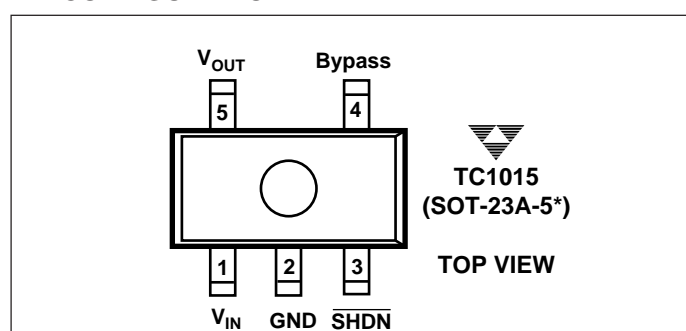 VOUT Bypass
5 4
TC1015
(SOT-23A-5*)
1 2 3 TOP VIEW
VIN GND SHDN